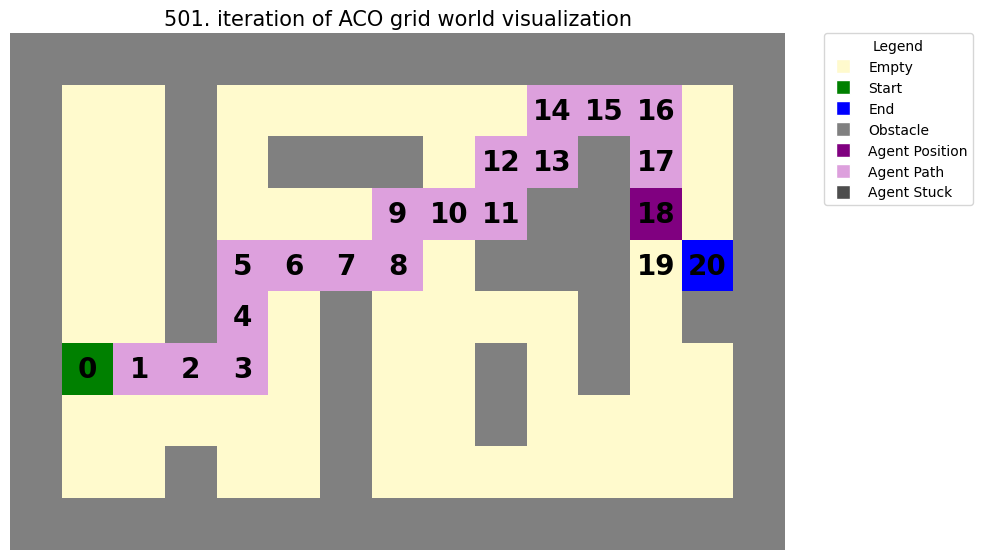 501. iteration of ACO grid world visualization
14 15 16
12 13 17
9 10 11 18
5 6 7 8 19 20
4
0 1 2 3
Legend
Empty
Start
End
Obstacle
Agent Position
Agent Path
Agent Stuck